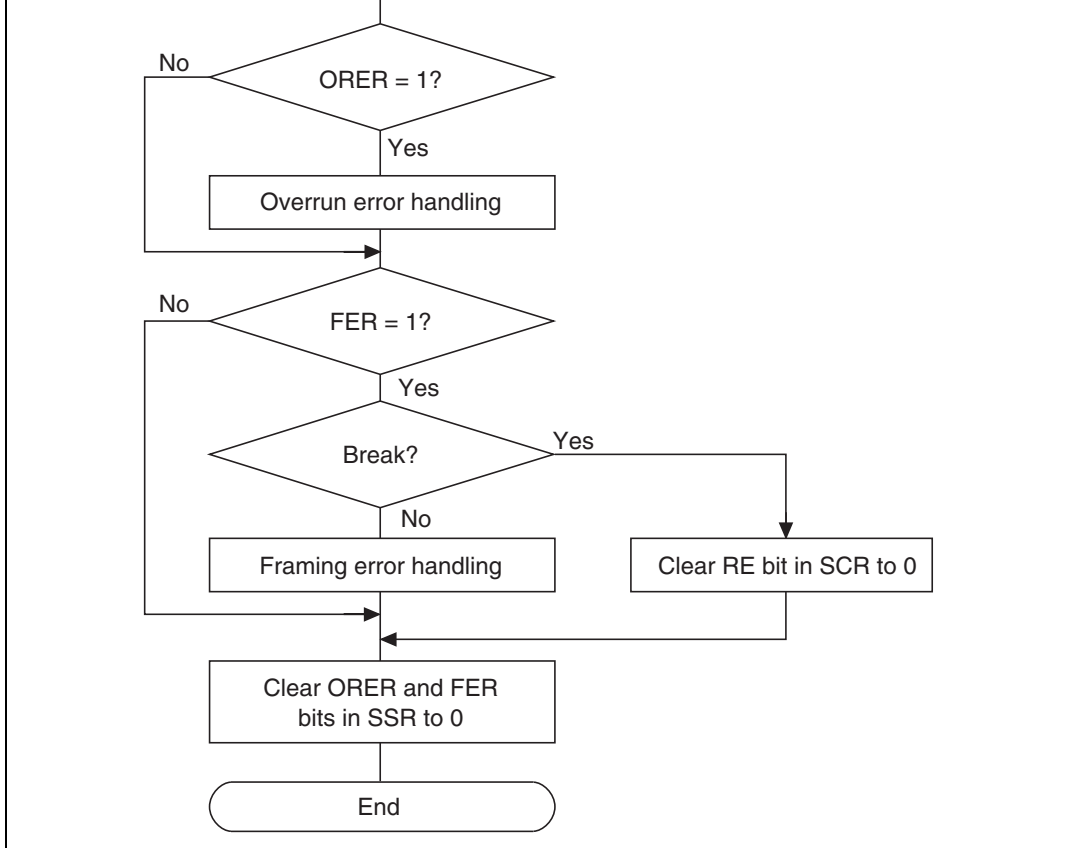 No
ORER = 1?
Yes
Overrun error handling
No
FER = 1?
Yes
Break?
Yes
No
Framing error handling
Clear RE bit in SCR to 0
Clear ORER and FER
bits in SSR to 0
End